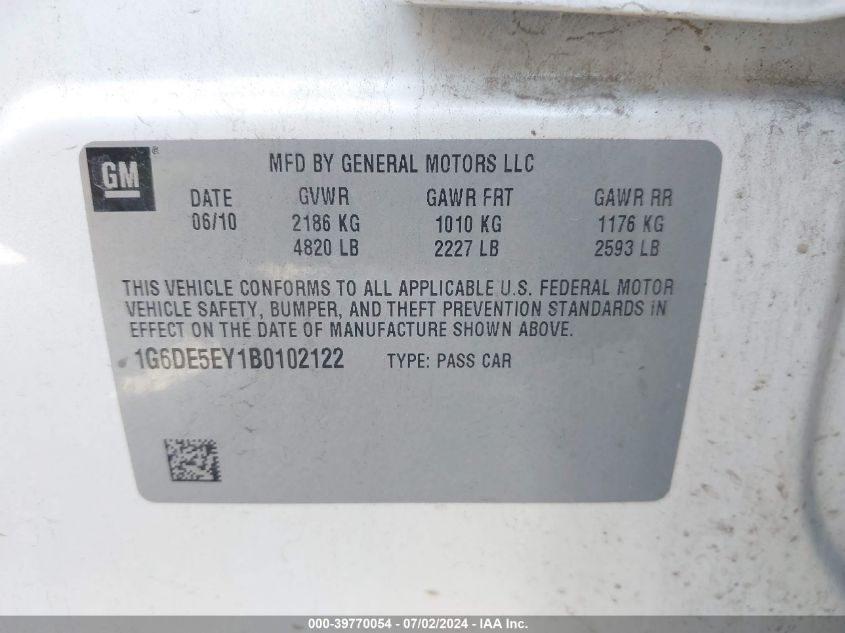 GM®
MFD BY GENERAL MOTORS LLC
DATE GVWR GAWR FRT GAWR RR
06/10 2186 KG 1010 KG 1176 KG
4820 LB 2227 LB 2593 LB
THIS VEHICLE CONFORMS TO ALL APPLICABLE U.S. FEDERAL MOTOR
VEHICLE SAFETY, BUMPER, AND THEFT PREVENTION STANDARDS IN
EFFECT ON THE DATE OF MANUFACTURE SHOWN ABOVE.
1G6DE5EY1B0102122 TYPE: PASS CAR
000-39770054 - 07/02/2024 - IAA Inc.